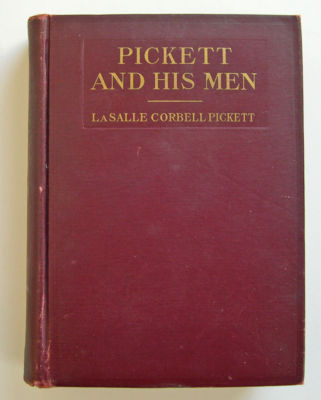 PICKETT
AND HIS MEN
LaSALLE CORBELL PICKETT